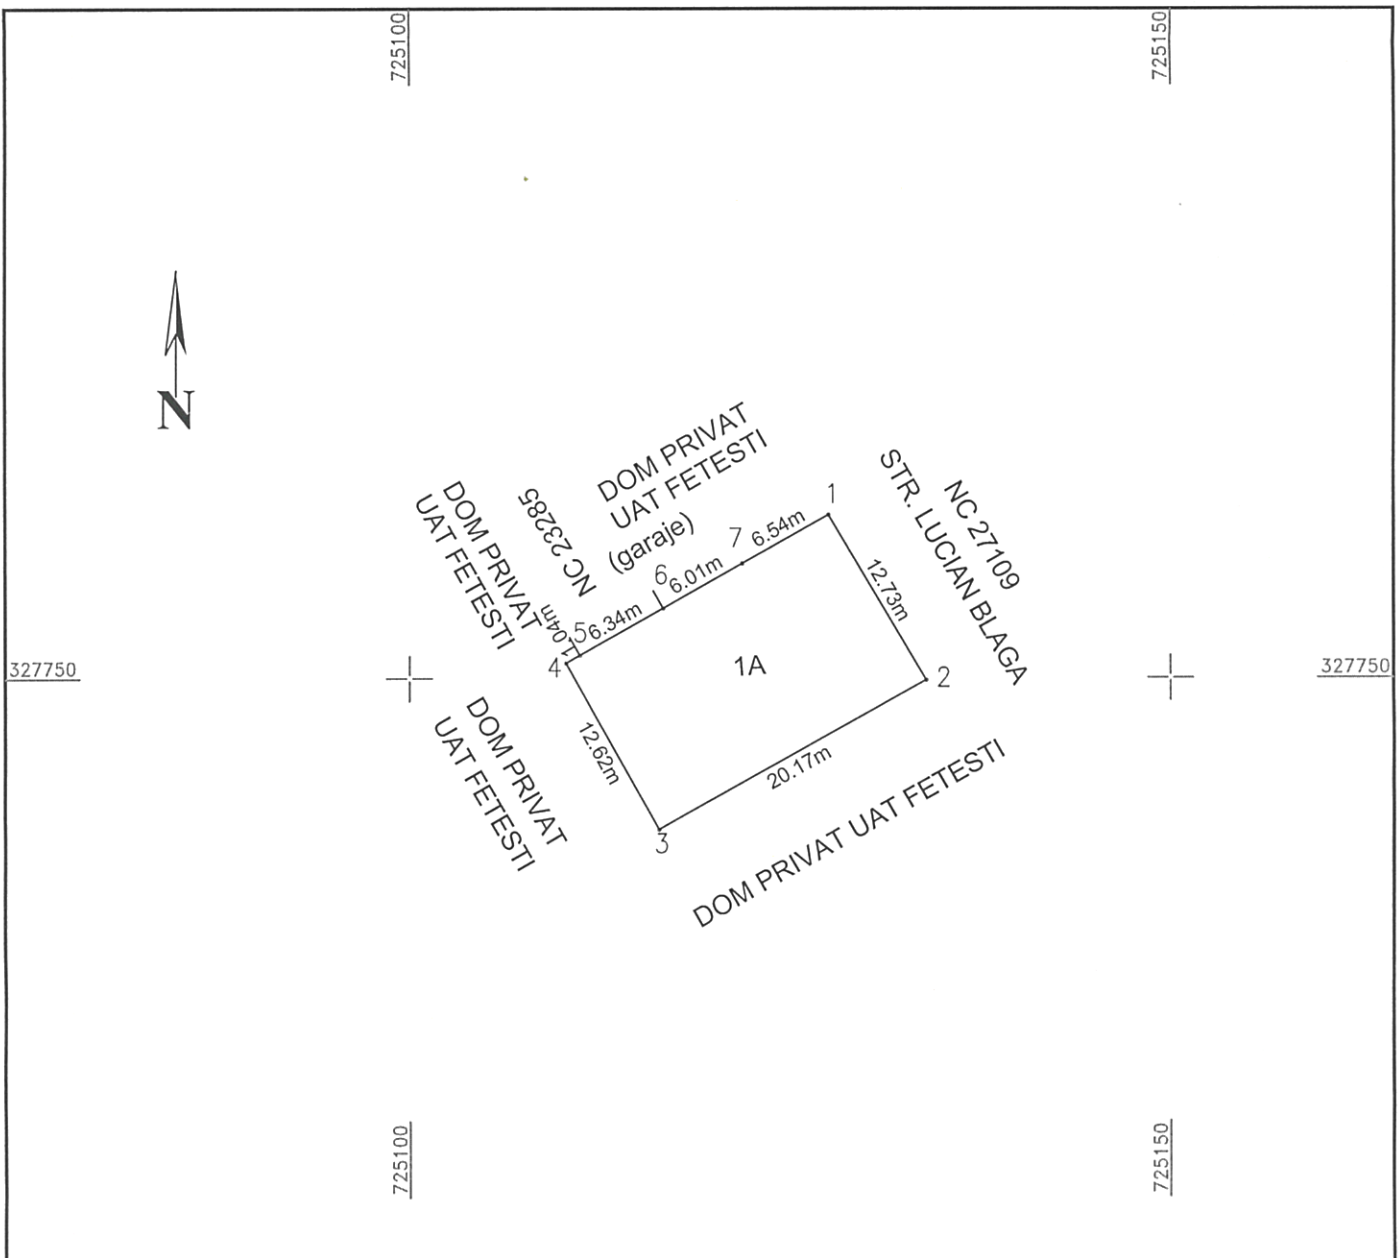 725100
725150
N
DOM PRIVAT
UAT FETESTI
(garaje)
NC 23285
DOM PRIVAT
UAT FETESTI
NC 27109
STR. LUCIAN BLAGA
1
7
6.54m
6
6.01m
5
6.34m
1.04m
4
12.73m
1A
2
327750
327750
DOM PRIVAT
UAT FETESTI
12.62m
20.17m
3
DOM PRIVAT UAT FETESTI
725100
725150